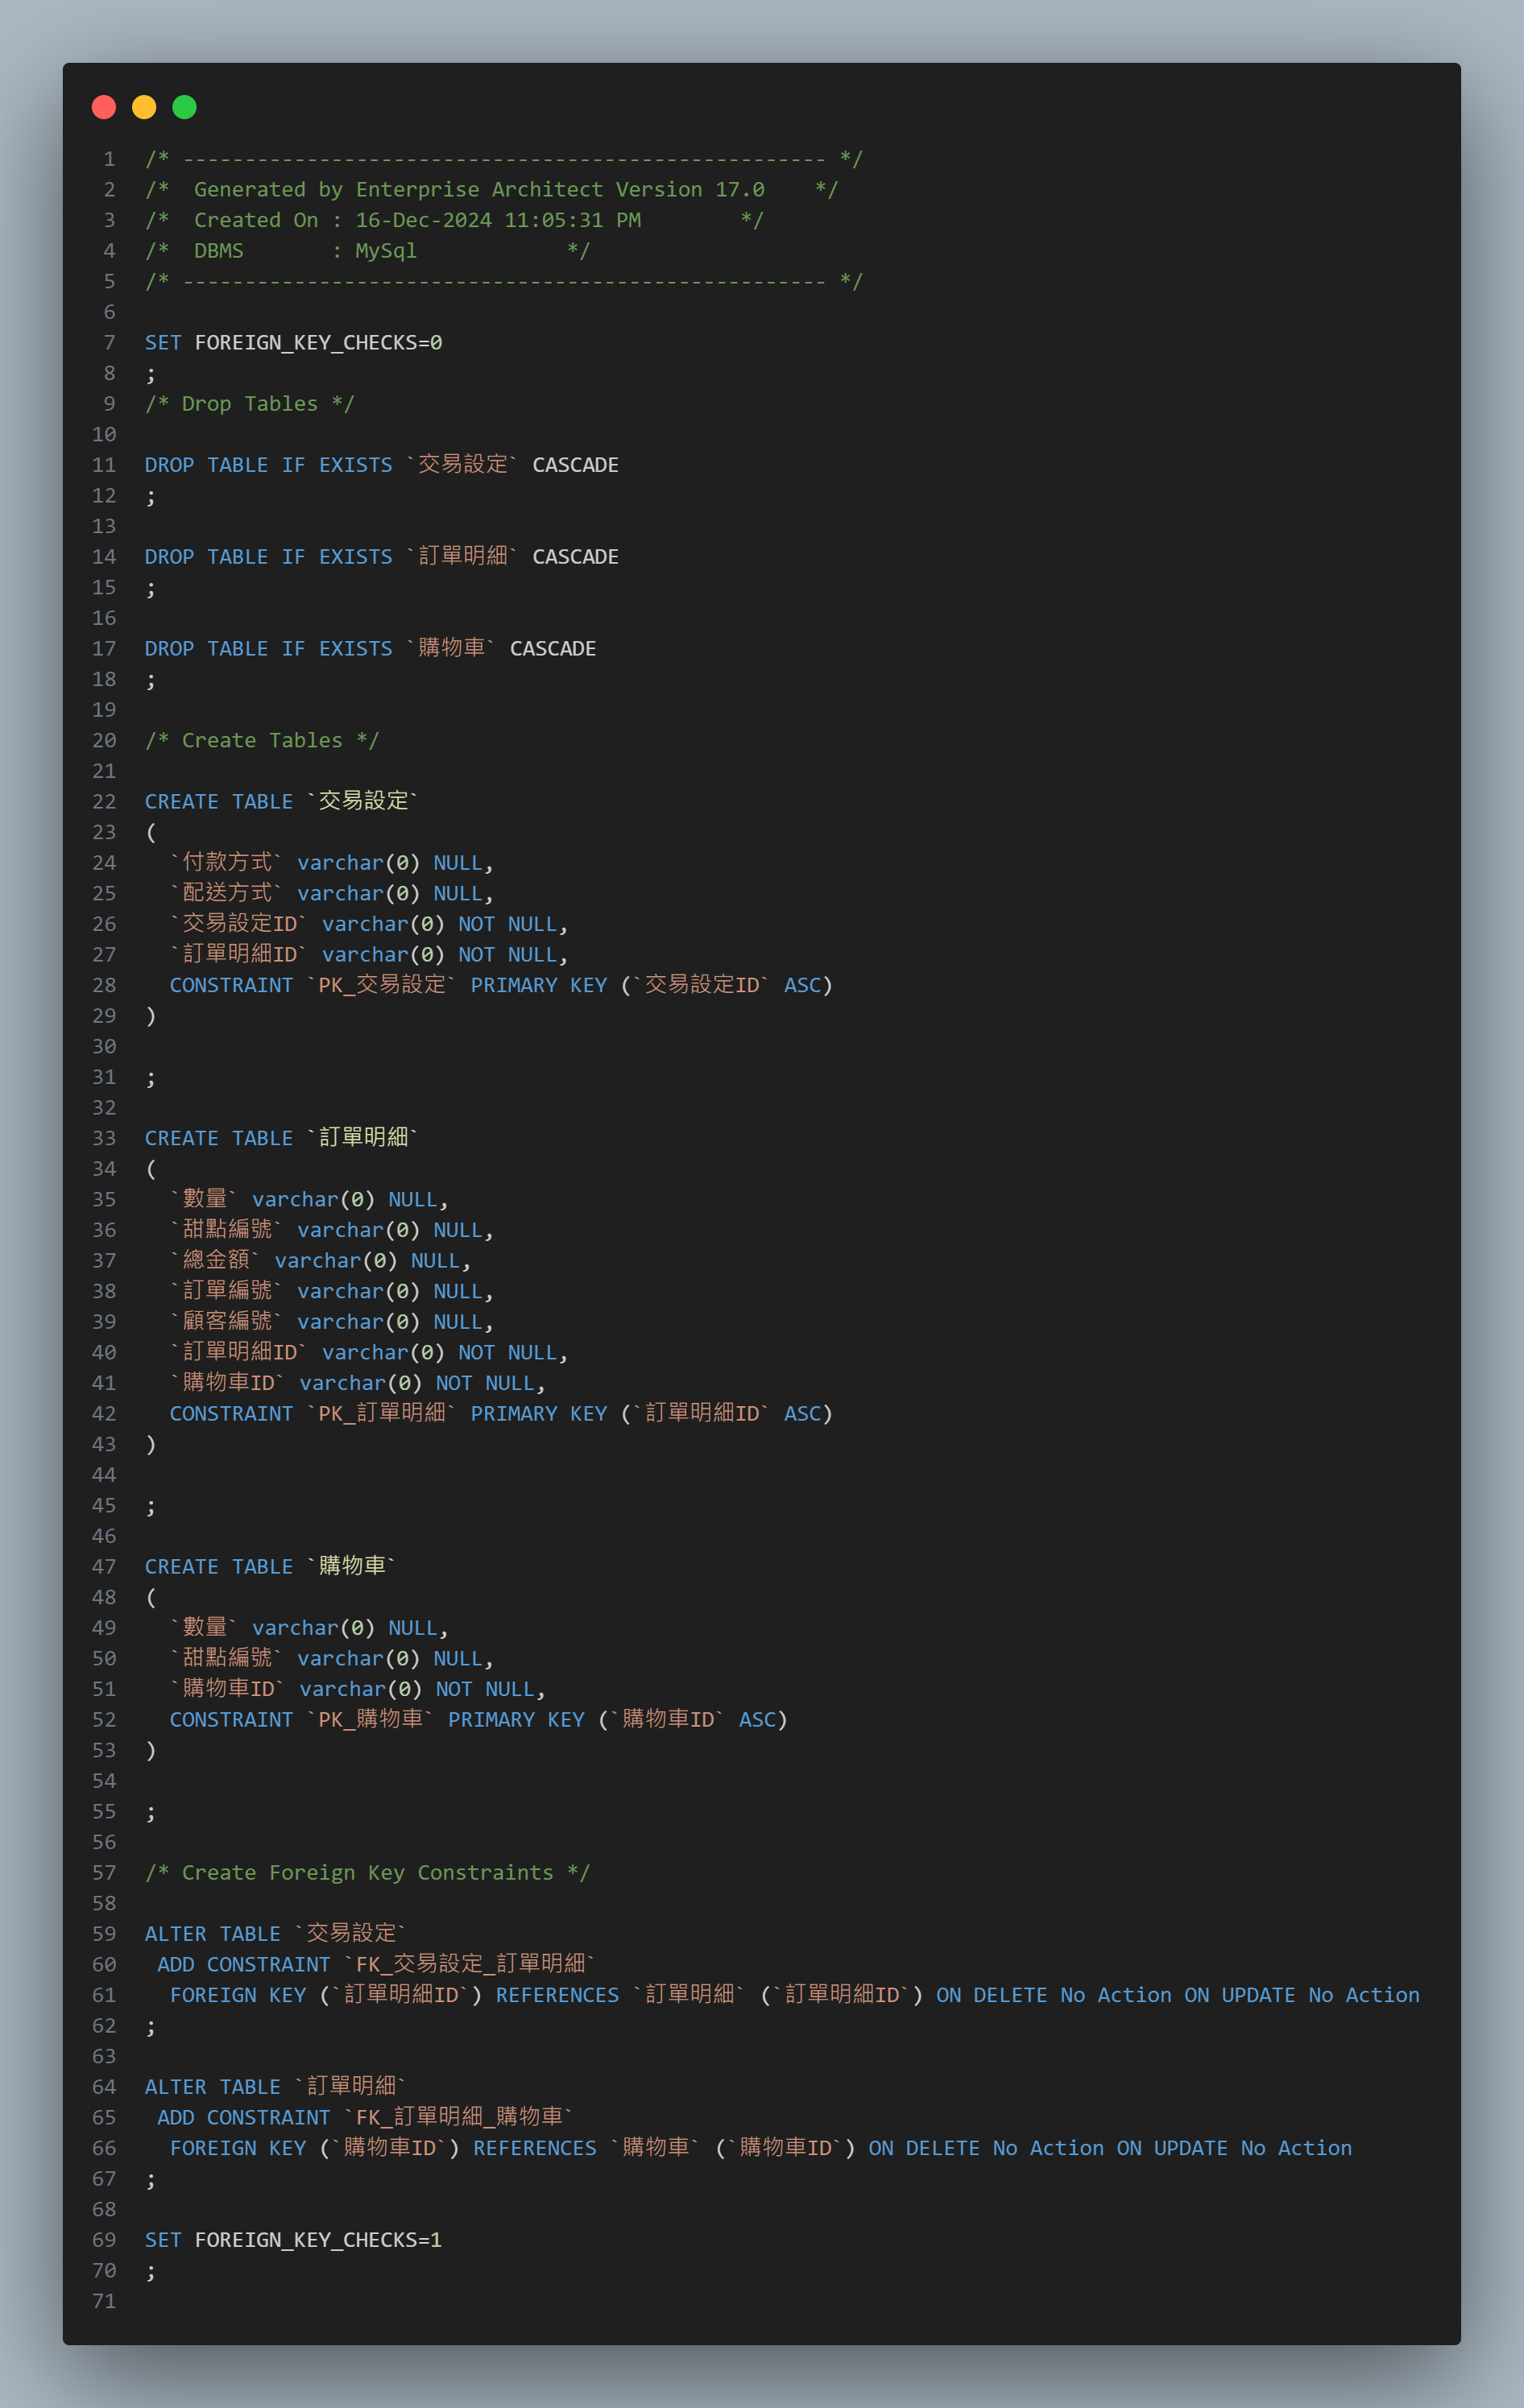 1 /* ---------------------------------------------------- */
2 /*  Generated by Enterprise Architect Version 17.0    */
3 /*  Created On : 16-Dec-2024 11:05:31 PM        */
4 /*  DBMS       : MySql            */
5 /* ---------------------------------------------------- */
6
7 SET FOREIGN_KEY_CHECKS=0
8 ;
9 /* Drop Tables */
10
11 DROP TABLE IF EXISTS `交易設定` CASCADE
12 ;
13
14 DROP TABLE IF EXISTS `訂單明細` CASCADE
15 ;
16
17 DROP TABLE IF EXISTS `購物車` CASCADE
18 ;
19
20 /* Create Tables */
21
22 CREATE TABLE `交易設定`
23 (
24   `付款方式` varchar(0) NULL,
25   `配送方式` varchar(0) NULL,
26   `交易設定ID` varchar(0) NOT NULL,
27   `訂單明細ID` varchar(0) NOT NULL,
28   CONSTRAINT `PK_交易設定` PRIMARY KEY (`交易設定ID` ASC)
29 )
30
31 ;
32
33 CREATE TABLE `訂單明細`
34 (
35   `數量` varchar(0) NULL,
36   `甜點編號` varchar(0) NULL,
37   `總金額` varchar(0) NULL,
38   `訂單編號` varchar(0) NULL,
39   `顧客編號` varchar(0) NULL,
40   `訂單明細ID` varchar(0) NOT NULL,
41   `購物車ID` varchar(0) NOT NULL,
42   CONSTRAINT `PK_訂單明細` PRIMARY KEY (`訂單明細ID` ASC)
43 )
44
45 ;
46
47 CREATE TABLE `購物車`
48 (
49   `數量` varchar(0) NULL,
50   `甜點編號` varchar(0) NULL,
51   `購物車ID` varchar(0) NOT NULL,
52   CONSTRAINT `PK_購物車` PRIMARY KEY (`購物車ID` ASC)
53 )
54
55 ;
56
57 /* Create Foreign Key Constraints */
58
59 ALTER TABLE `交易設定`
60  ADD CONSTRAINT `FK_交易設定_訂單明細`
61   FOREIGN KEY (`訂單明細ID`) REFERENCES `訂單明細` (`訂單明細ID`) ON DELETE No Action ON UPDATE No Action
62 ;
63
64 ALTER TABLE `訂單明細`
65  ADD CONSTRAINT `FK_訂單明細_購物車`
66   FOREIGN KEY (`購物車ID`) REFERENCES `購物車` (`購物車ID`) ON DELETE No Action ON UPDATE No Action
67 ;
68
69 SET FOREIGN_KEY_CHECKS=1
70 ;
71